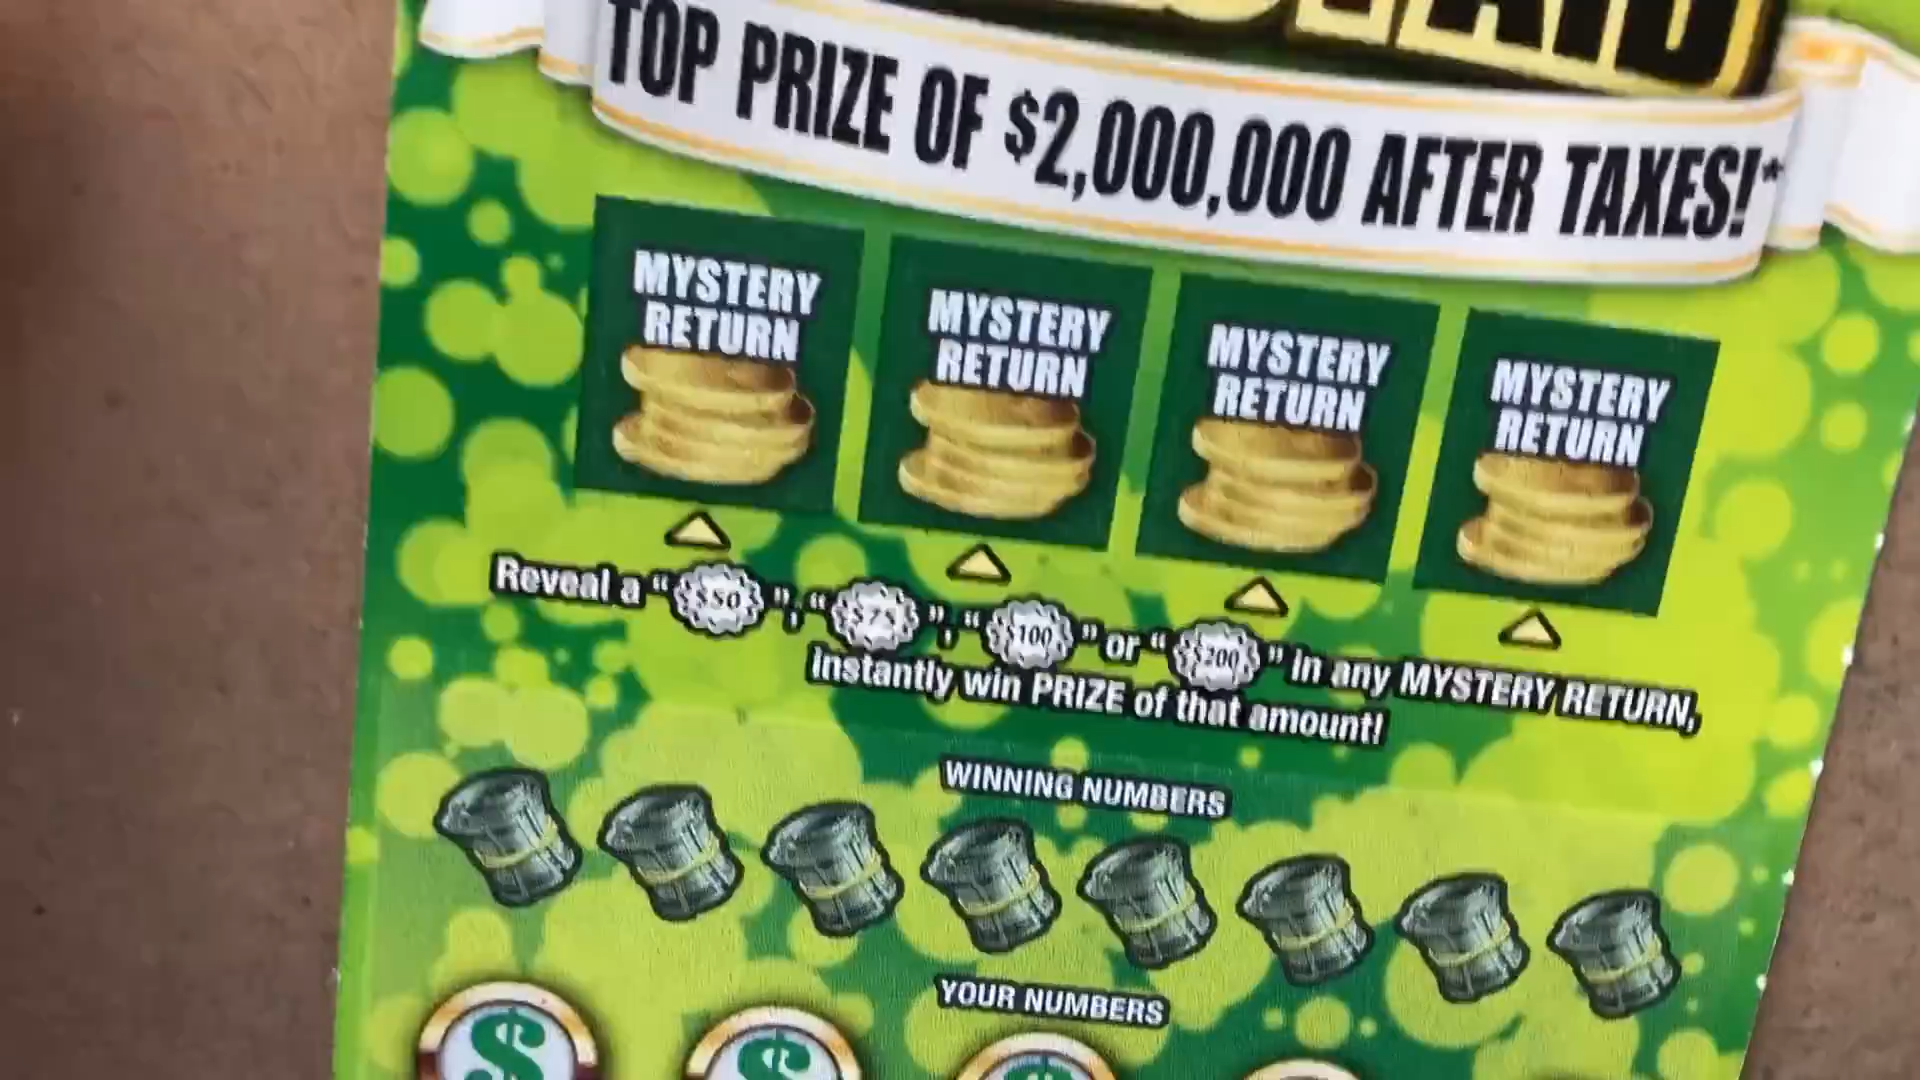 TOP PRIZE OF $2,000,000 AFTER TAXES!*
MYSTERY RETURN
MYSTERY RETURN
MYSTERY RETURN
MYSTERY RETURN
Reveal a "$50", "$75", "$100" or "$200" in any MYSTERY RETURN,
instantly win PRIZE of that amount!
WINNING NUMBERS
YOUR NUMBERS
$
$